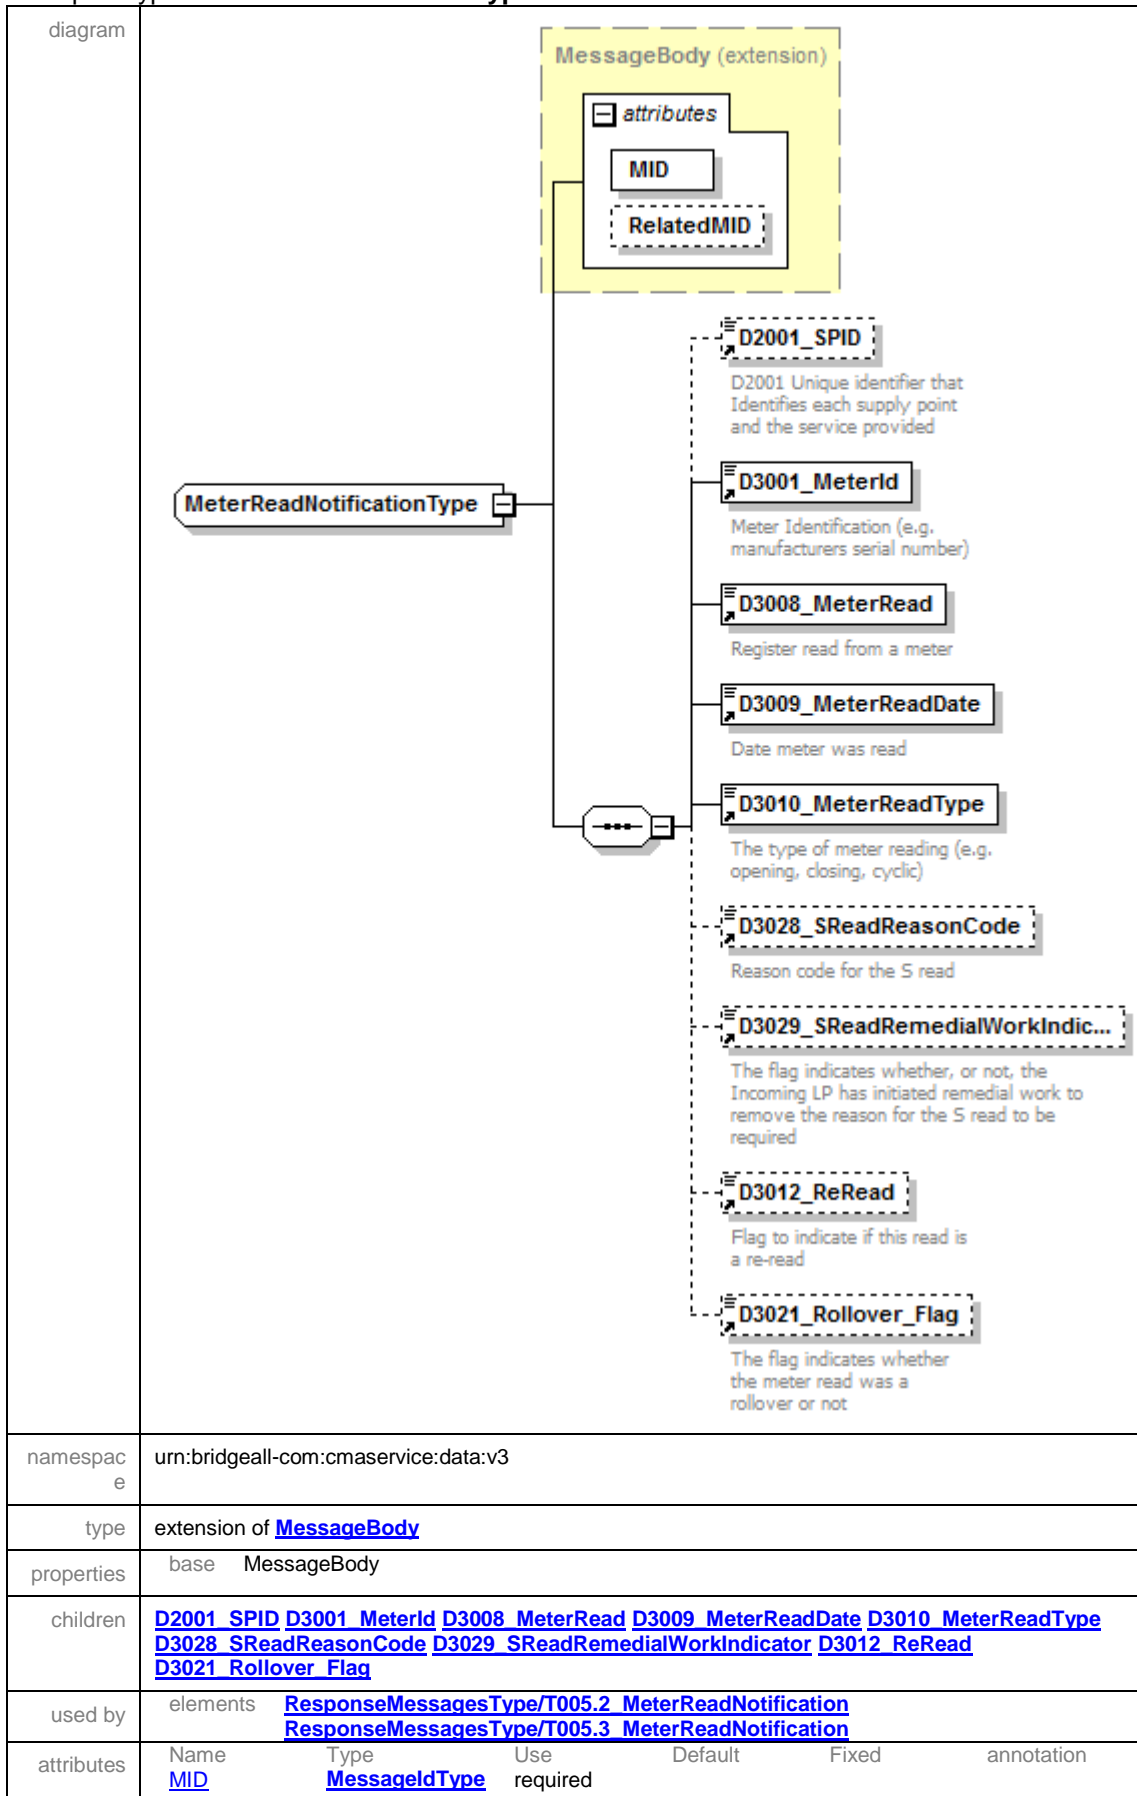 diagram
MessageBody (extension)
attributes
MID
RelatedMID
D2001_SPID
D2001 Unique identifier that
Identifies each supply point
and the service provided
D3001_MeterId
Meter Identification (e.g.
manufacturers serial number)
MeterReadNotificationType
D3008_MeterRead
Register read from a meter
D3009_MeterReadDate
Date meter was read
D3010_MeterReadType
The type of meter reading (e.g.
opening, closing, cyclic)
D3028_SReadReasonCode
Reason code for the S read
D3029_SReadRemedialWorkIndic...
The flag indicates whether, or not, the
Incoming LP has initiated remedial work to
remove the reason for the S read to be
required
D3012_ReRead
Flag to indicate if this read is
a re-read
D3021_Rollover_Flag
The flag indicates whether
the meter read was a
rollover or not
namespac
e
urn:bridgeall-com:cmaservice:data:v3
type extension of MessageBody
properties base MessageBody
children D2001_SPID D3001_MeterId D3008_MeterRead D3009_MeterReadDate D3010_MeterReadType
D3028_SReadReasonCode D3029_SReadRemedialWorkIndicator D3012_ReRead
D3021_Rollover_Flag
used by elements ResponseMessagesType/T005.2_MeterReadNotification
ResponseMessagesType/T005.3_MeterReadNotification
attributes Name Type Use Default Fixed annotation
MID MessageIdType required